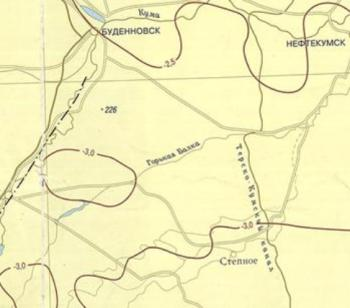 Кума
БУДЕННОВСК
НЕФТЕКУМСК
-2,5
226
-3,0
Горькая Балка
Терско-Кумский канал
-3,0
Степное
-3,0